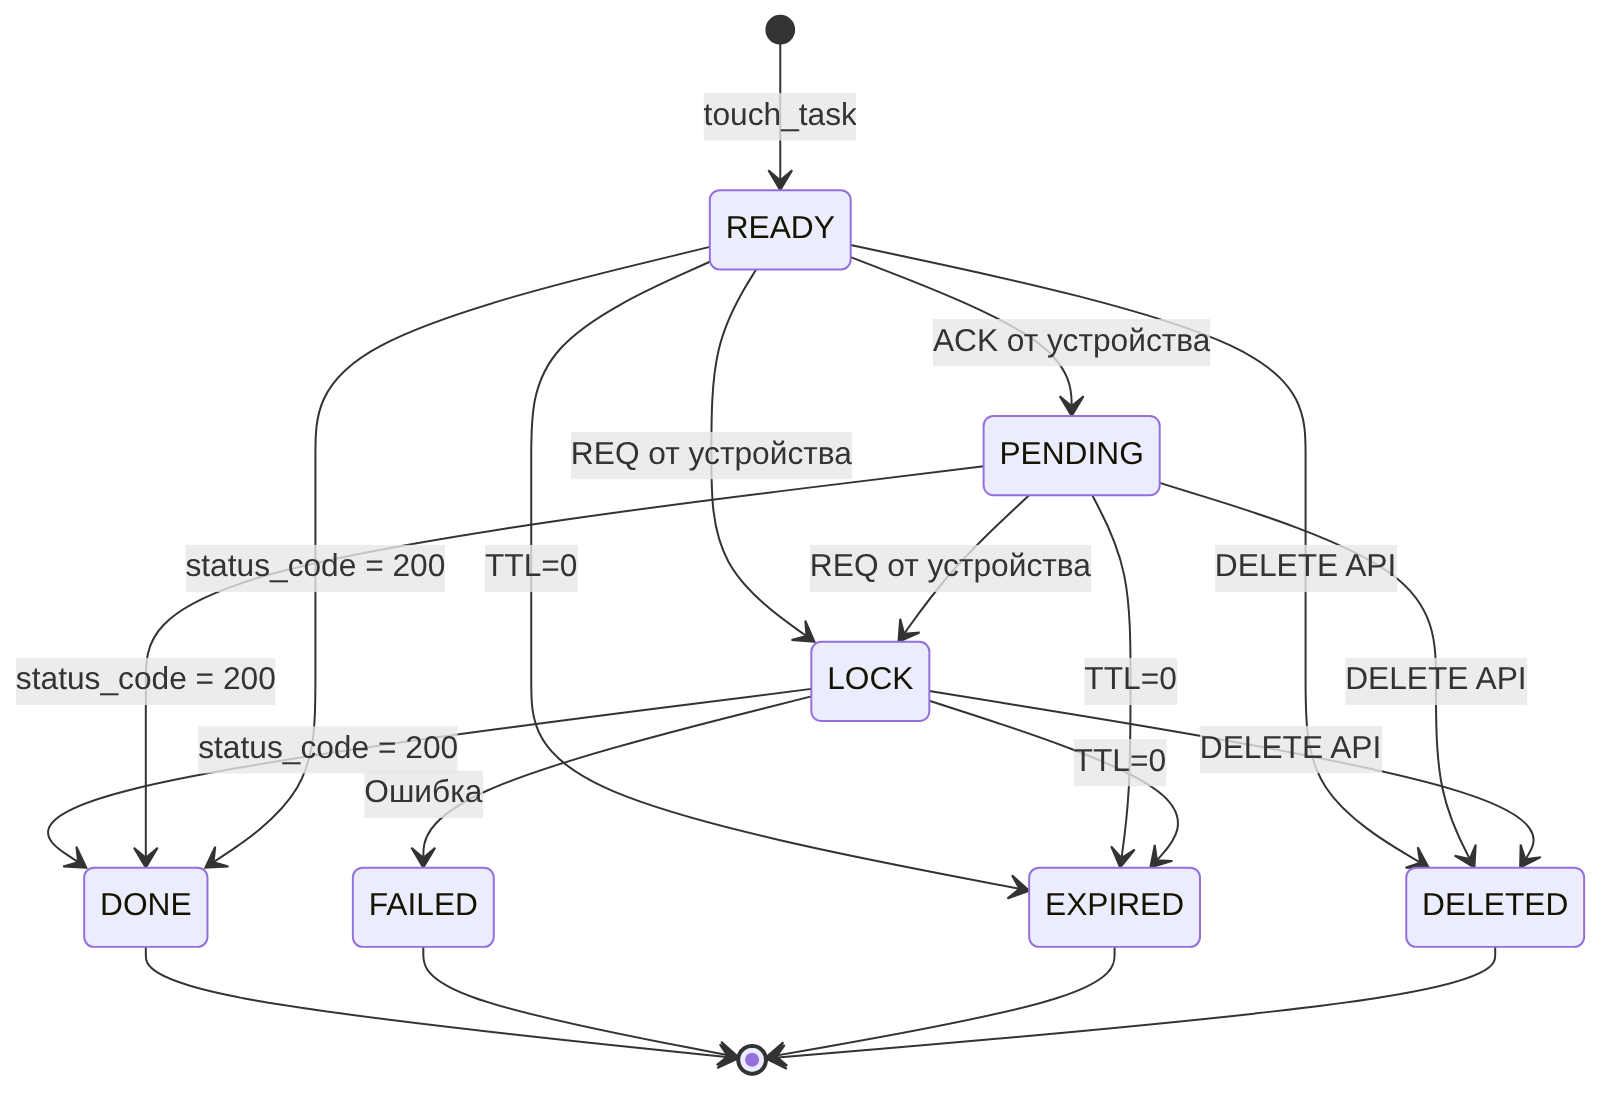 touch_task
READY
ACK от устройства
REQ от устройства
PENDING
status_code = 200
TTL=0
REQ от устройства
DELETE API
status_code = 200
LOCK
TTL=0
DELETE API
status_code = 200
Ошибка
TTL=0
DELETE API
DONE
FAILED
EXPIRED
DELETED